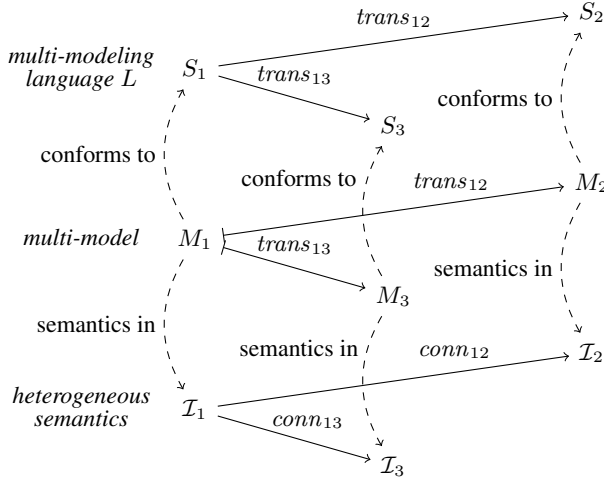 trans₁₂
S₂
multi-modeling
language L
S₁
trans₁₃
S₃
conforms to
conforms to
conforms to
trans₁₂
M₂
multi-model
M₁
trans₁₃
semantics in
M₃
semantics in
semantics in
conn₁₂
I₂
heterogeneous
semantics
I₁
conn₁₃
I₃